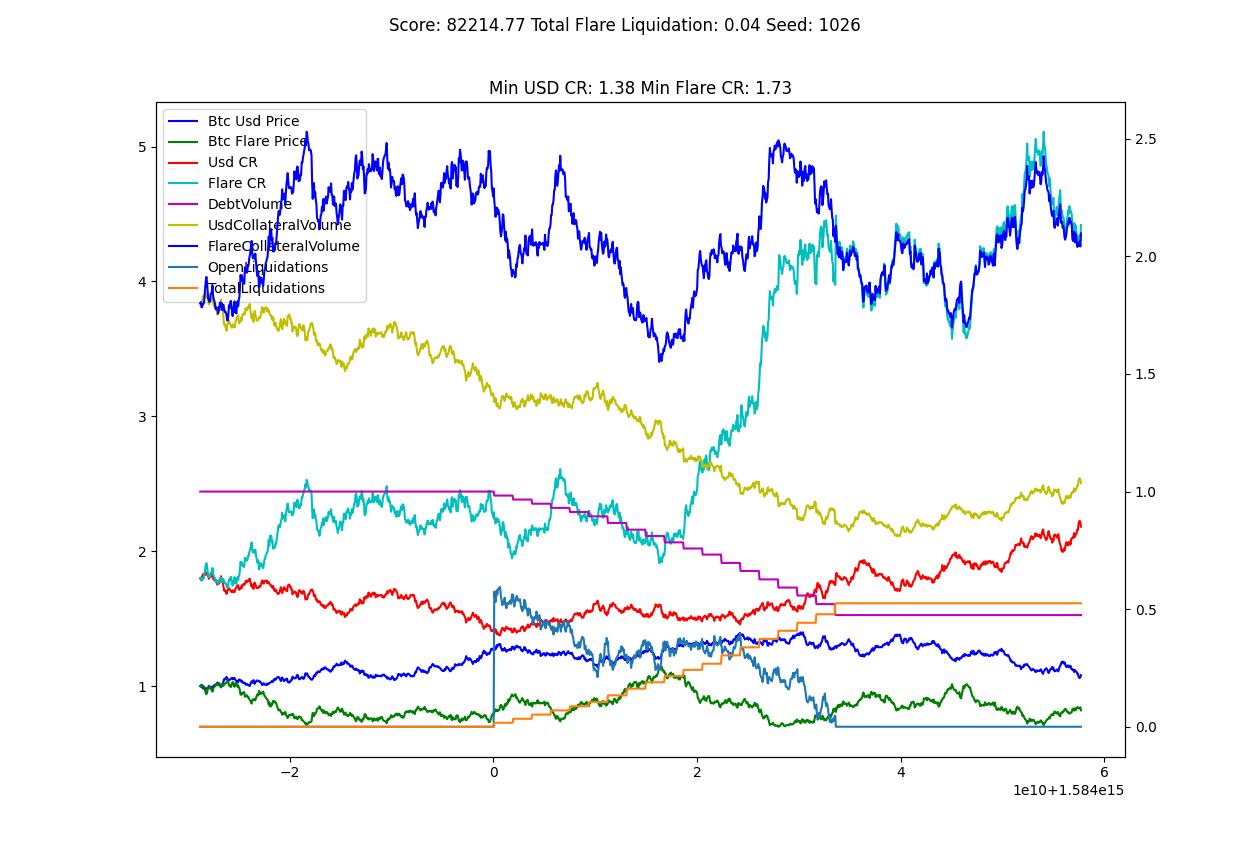 Score: 82214.77 Total Flare Liquidation: 0.04 Seed: 1026
Min USD CR: 1.38 Min Flare CR: 1.73
Btc Usd Price
Btc Flare Price
Usd CR
Flare CR
DebtVolume
UsdCollateralVolume
FlareCollateralVolume
OpenLiquidations
TotalLiquidations
5
4
3
2
1
2.5
2.0
1.5
1.0
0.5
0.0
−2
0
2
4
6
1e10+1.584e15